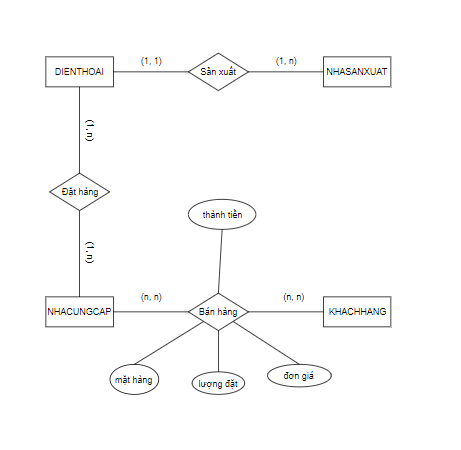 (1, 1)
(1, n)
DIENTHOAI
Sản xuất
NHASANXUAT
(1, n)
Đặt hàng
thành tiền
(1, n)
(n, n)
(n, n)
NHACUNGCAP
Bán hàng
KHACHHANG
mặt hàng
lượng đặt
đơn giá